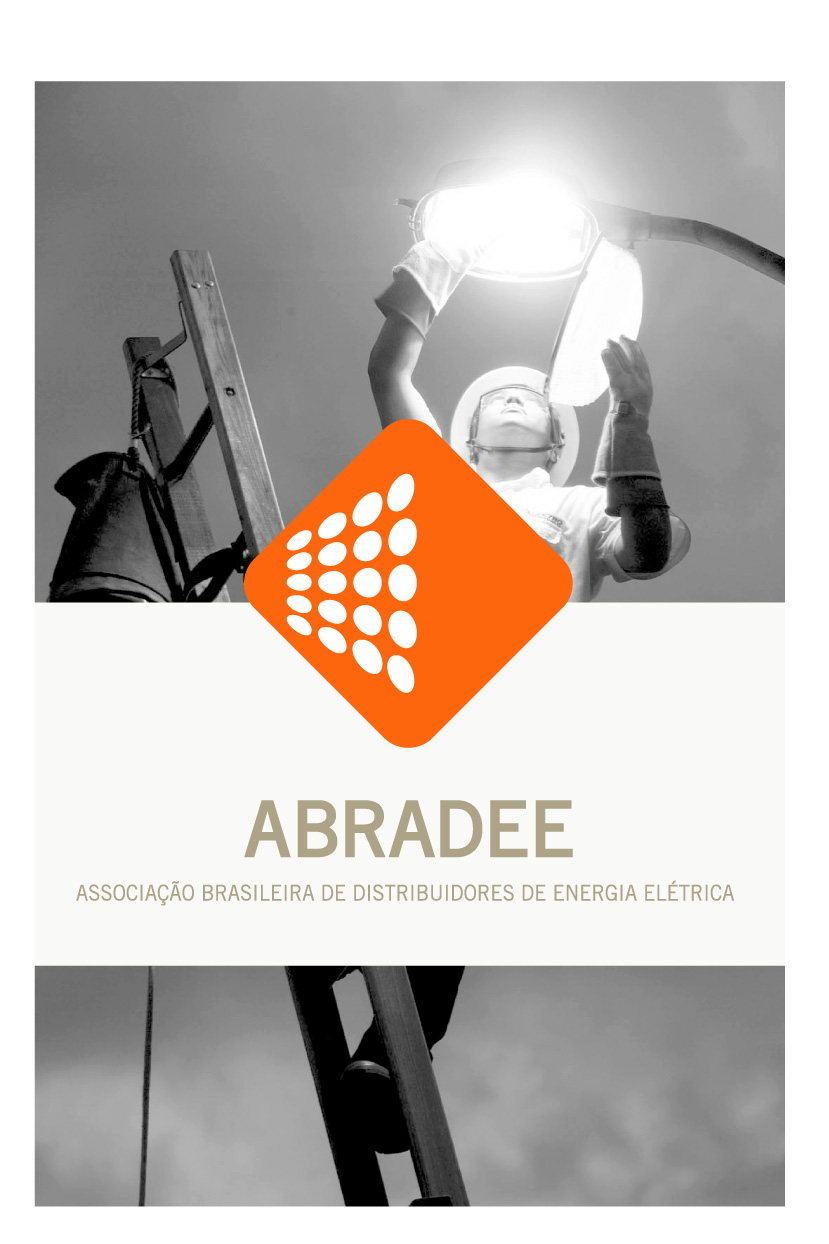 ABRADEE
ASSOCIAÇÃO BRASILEIRA DE DISTRIBUIDORES DE ENERGIA ELÉTRICA